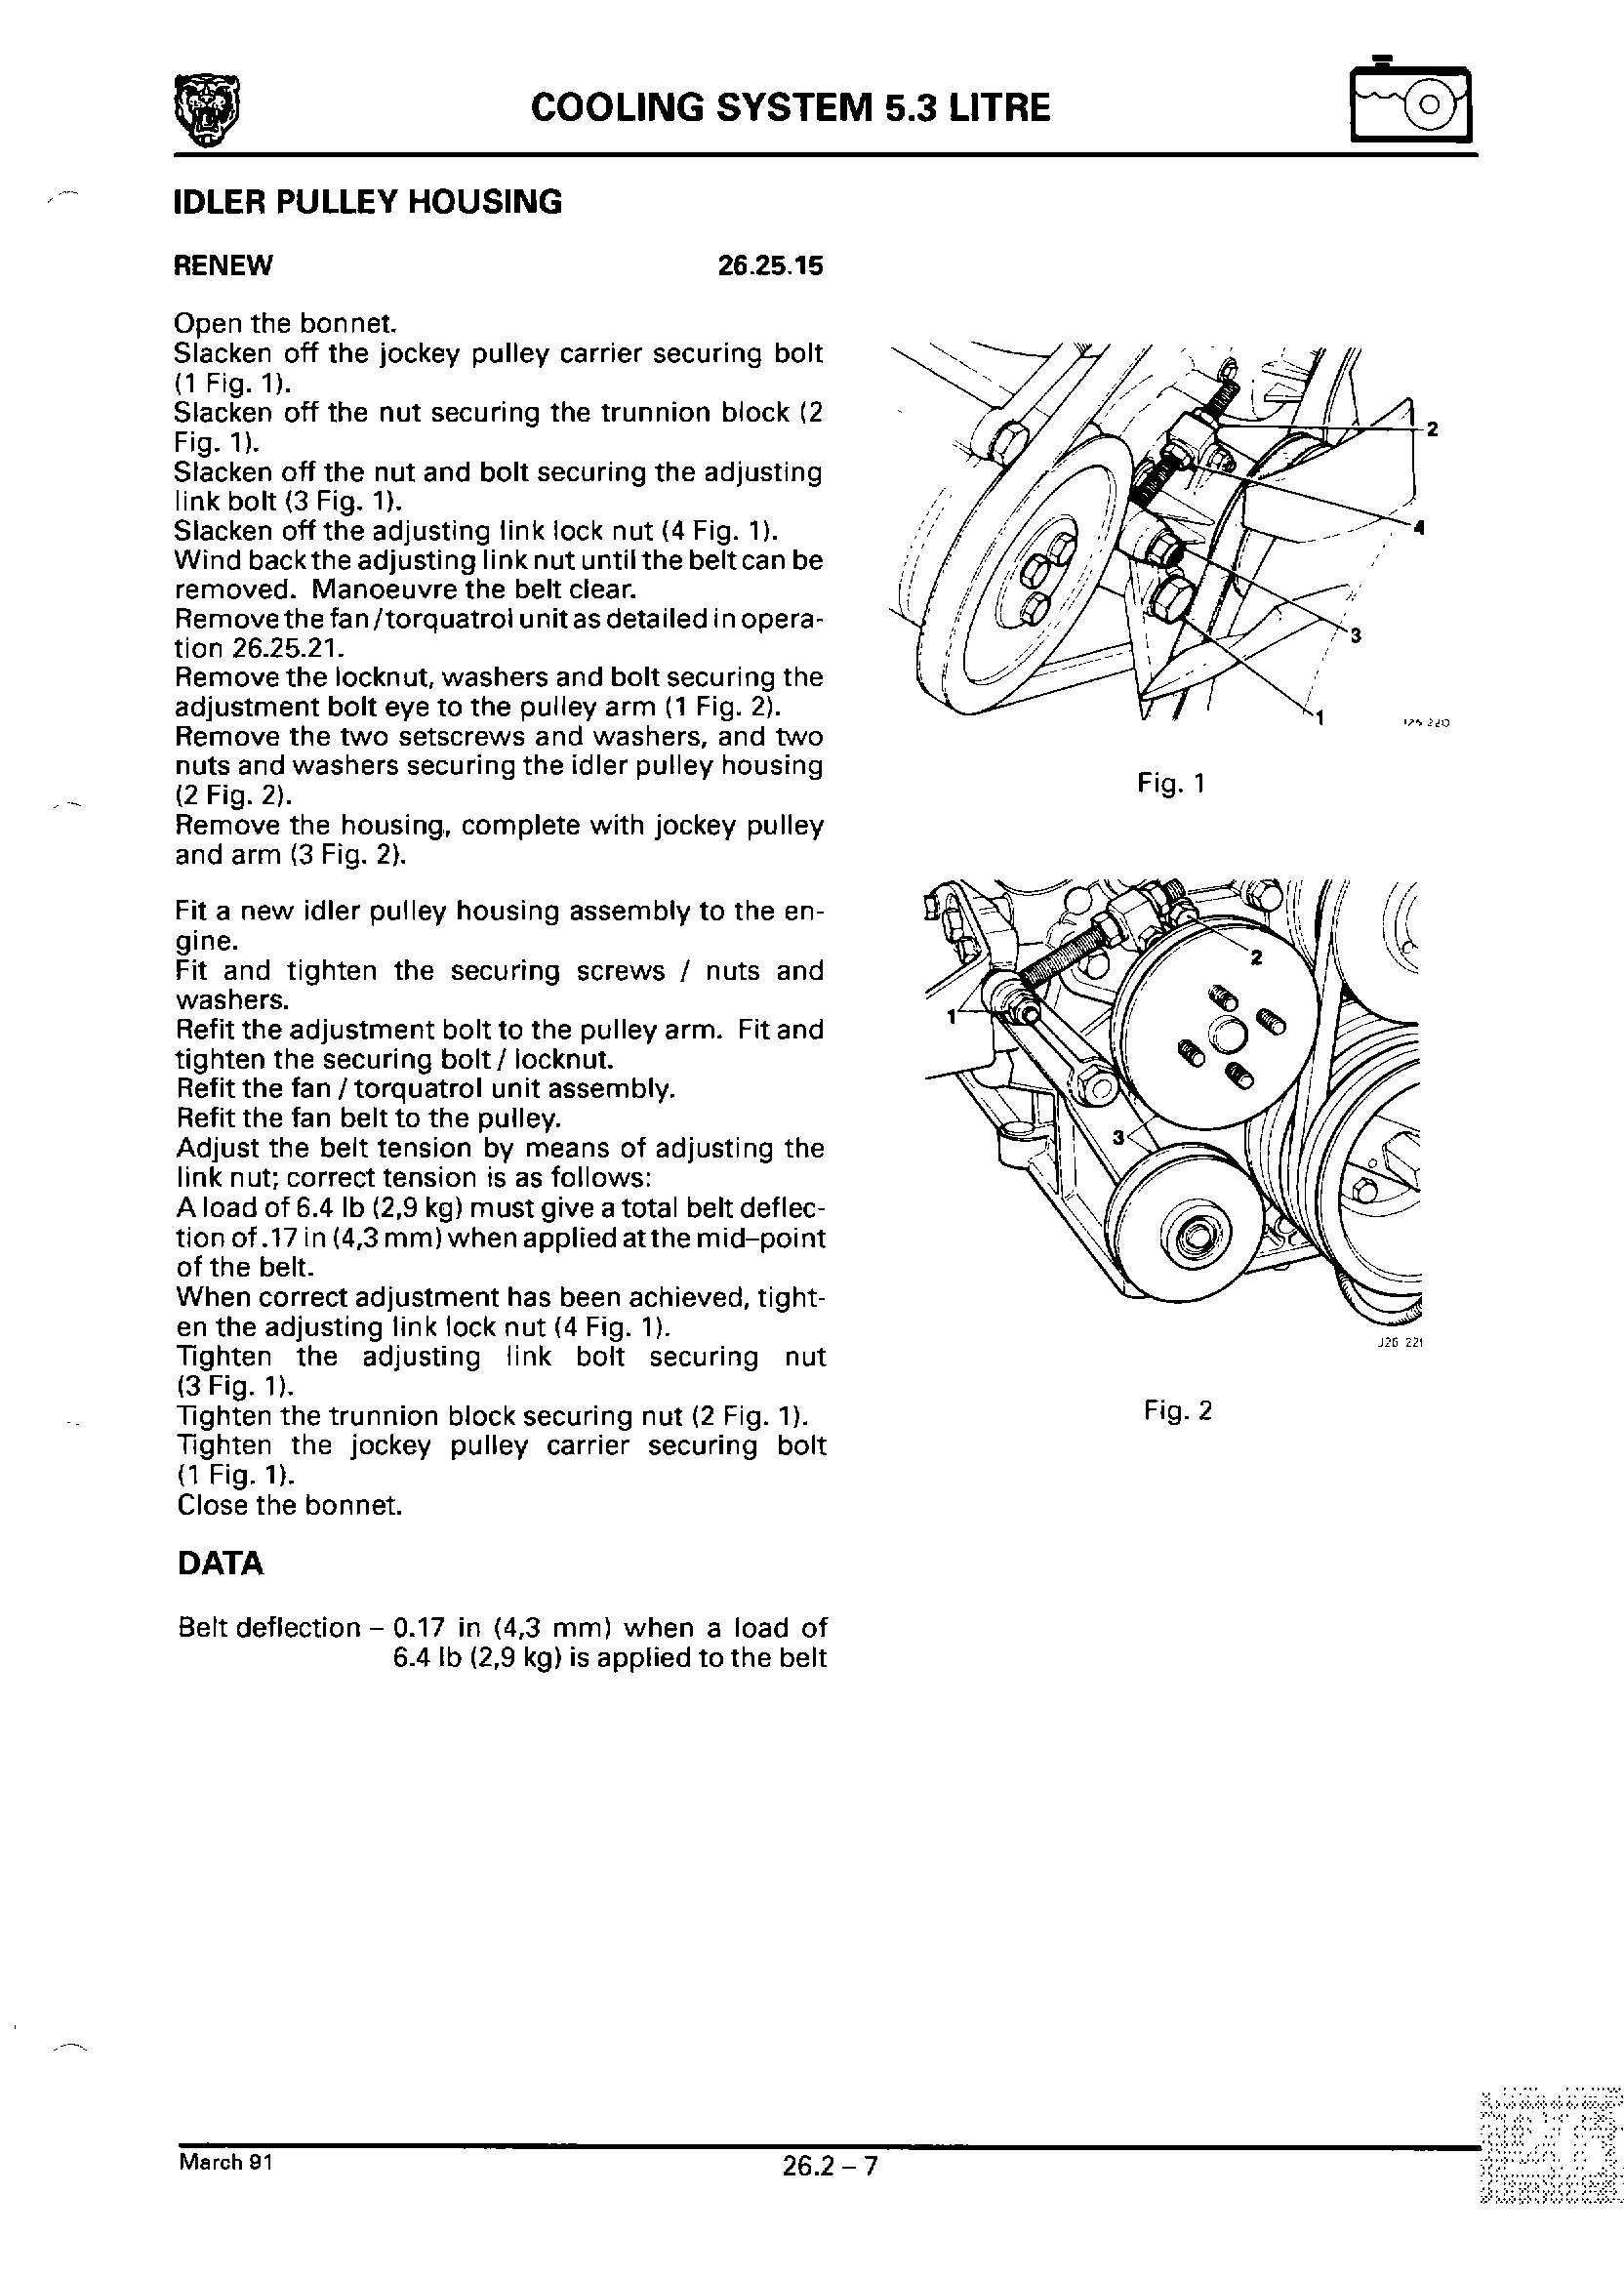 COOLING SYSTEM 5.3 LITRE
IDLER PULLEY HOUSING
RENEW 26.25.15
Open the bonnet.
Slacken off the jockey pulley carrier securing bolt
(1 Fig. 1).
Slacken off the nut securing the trunnion block (2
Fig. 1).
Slacken off the nut and bolt securing the adjusting
link bolt (3 Fig. 1).
Slacken off the adjusting link lock nut (4 Fig. 1).
Wind back the adjusting link nut until the belt can be
removed. Manoeuvre the belt clear.
Remove the fan / torquatrol unit as detailed in opera-
tion 26.25.21.
Remove the locknut, washers and bolt securing the
adjustment bolt eye to the pulley arm (1 Fig. 2).
Remove the two setscrews and washers, and two
nuts and washers securing the idler pulley housing
(2 Fig. 2).
Remove the housing, complete with jockey pulley
and arm (3 Fig. 2).
Fit a new idler pulley housing assembly to the en-
gine.
Fit and tighten the securing screws / nuts and
washers.
Refit the adjustment bolt to the pulley arm. Fit and
tighten the securing bolt / locknut.
Refit the fan / torquatrol unit assembly.
Refit the fan belt to the pulley.
Adjust the belt tension by means of adjusting the
link nut; correct tension is as follows:
A load of 6.4 lb (2,9 kg) must give a total belt deflec-
tion of .17 in (4,3 mm) when applied at the mid–point
of the belt.
When correct adjustment has been achieved, tight-
en the adjusting link lock nut (4 Fig. 1).
Tighten the adjusting link bolt securing nut
(3 Fig. 1).
Tighten the trunnion block securing nut (2 Fig. 1).
Tighten the jockey pulley carrier securing bolt
(1 Fig. 1).
Close the bonnet.
DATA
Belt deflection – 0.17 in (4,3 mm) when a load of
6.4 lb (2,9 kg) is applied to the belt
2
4
3
1
Fig. 1
2
1
3
J26 221
Fig. 2
March 91
26.2 – 7